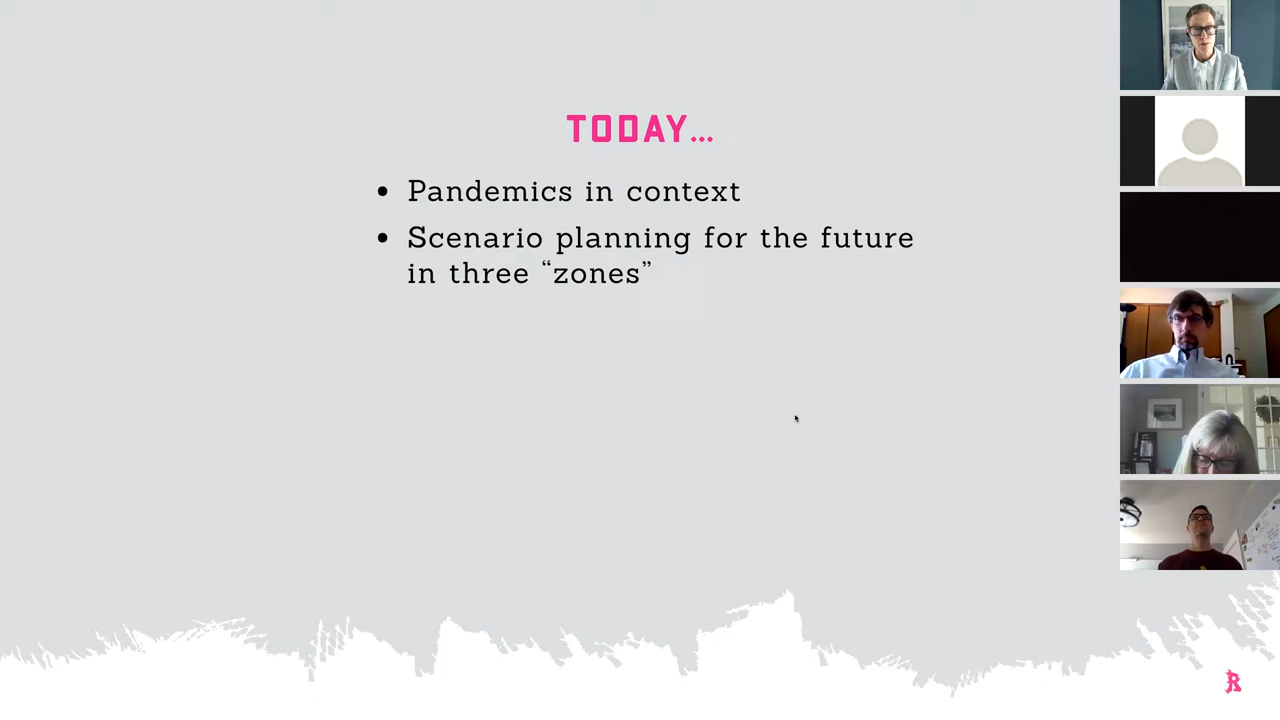 TODAY...
• Pandemics in context
• Scenario planning for the future
in three “zones”
R